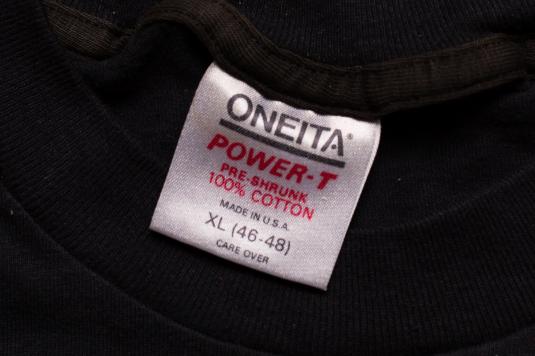 ONEITA®
POWER-T
PRE-SHRUNK
100% COTTON
MADE IN U.S.A.
XL (46-48)
CARE OVER